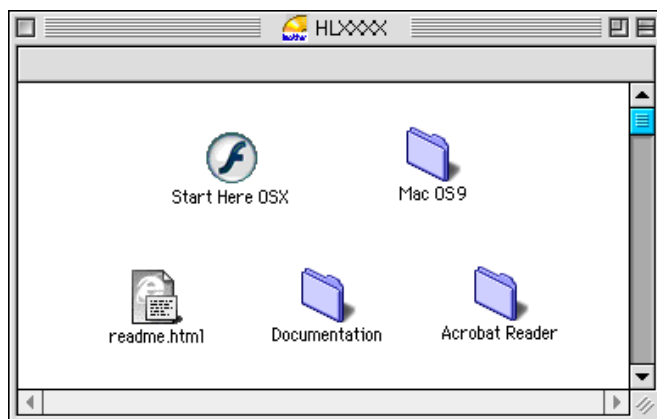 HLXXXX
Start Here OSX
Mac OS9
readme.html
Documentation
Acrobat Reader